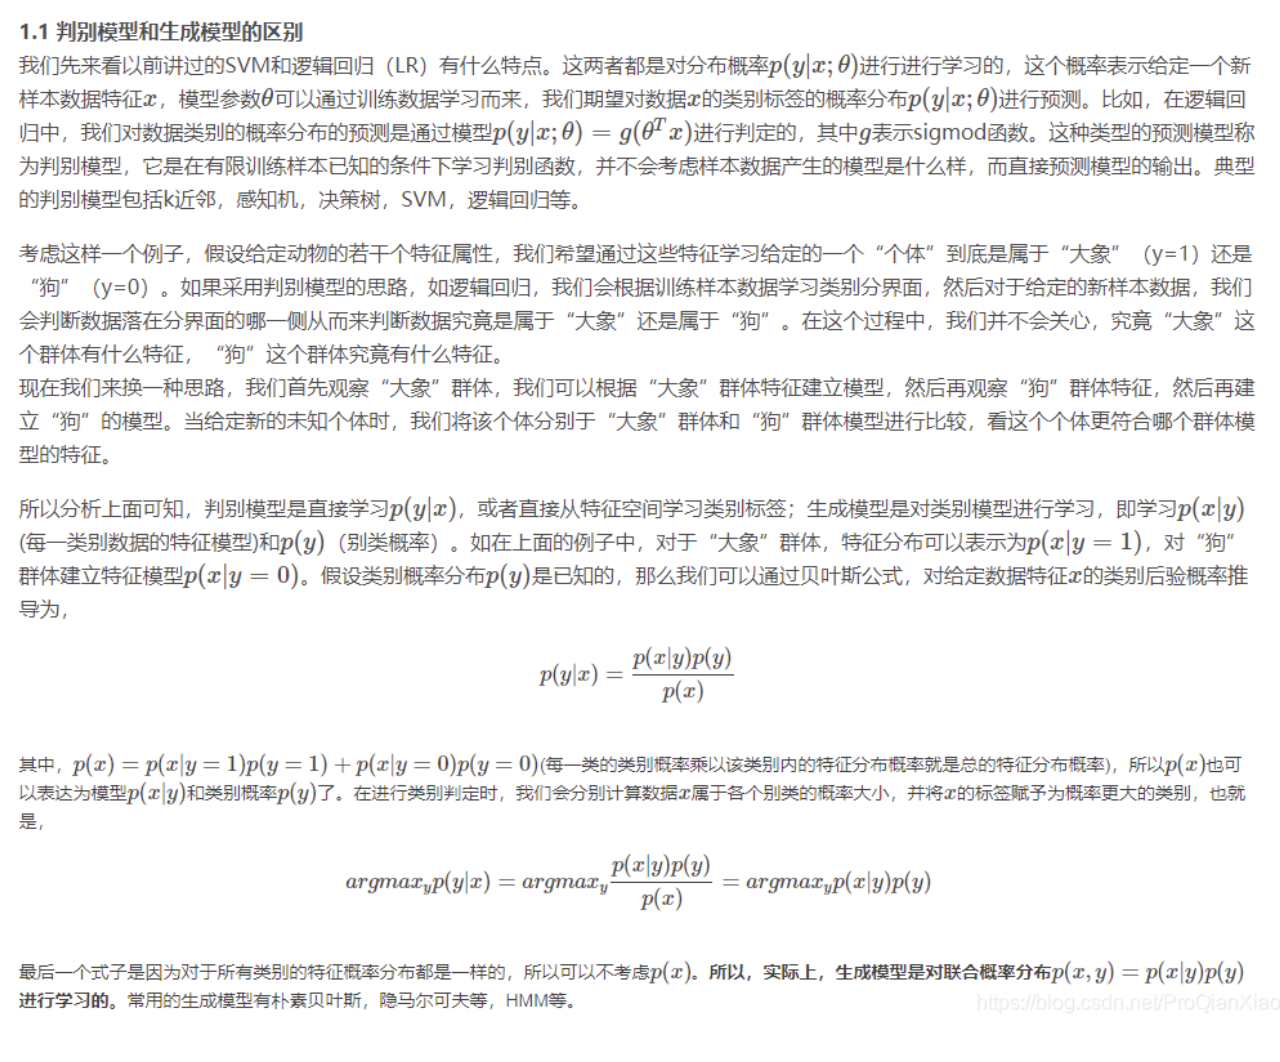 1.1 判别模型和生成模型的区别
我们先来看以前讲过的SVM和逻辑回归（LR）有什么特点。这两者都是对分布概率p(y|x; θ)进行进行学习的，这个概率表示给定一个新
样本数据特征x，模型参数θ可以通过训练数据学习而来，我们期望对数据x的类别标签的概率分布p(y|x; θ)进行预测。比如，在逻辑回
归中，我们对数据类别的概率分布的预测是通过模型p(y|x; θ) = g(θ^T x)进行判定的，其中g表示sigmod函数。这种类型的预测模型称
为判别模型，它是在有限训练样本已知的条件下学习判别函数，并不会考虑样本数据产生的模型是什么样，而直接预测模型的输出。典型
的判别模型包括k近邻，感知机，决策树，SVM，逻辑回归等。
考虑这样一个例子，假设给定动物的若干个特征属性，我们希望通过这些特征学习给定的一个“个体”到底是属于“大象”（y=1）还是
“狗”（y=0）。如果采用判别模型的思路，如逻辑回归，我们会根据训练样本数据学习类别分界面，然后对于给定的新样本数据，我们
会判断数据落在分界面的哪一侧从而来判断数据究竟是属于“大象”还是属于“狗”。在这个过程中，我们并不会关心，究竟“大象”这
个群体有什么特征，“狗”这个群体究竟有什么特征。
现在我们来换一种思路，我们首先观察“大象”群体，我们可以根据“大象”群体特征建立模型，然后再观察“狗”群体特征，然后再建
立“狗”的模型。当给定新的未知个体时，我们将该个体分别于“大象”群体和“狗”群体模型进行比较，看这个个体更符合哪个群体模
型的特征。
所以分析上面可知，判别模型是直接学习p(y|x)，或者直接从特征空间学习类别标签；生成模型是对类别模型进行学习，即学习p(x|y)
(每一类别数据的特征模型)和p(y)（别类概率）。如在上面的例子中，对于“大象”群体，特征分布可以表示为p(x|y = 1)，对“狗”
群体建立特征模型p(x|y = 0)。假设类别概率分布p(y)是已知的，那么我们可以通过贝叶斯公式，对给定数据特征x的类别后验概率推
导为，
p(y|x) = \frac{p(x|y)p(y)}{p(x)}
其中，p(x) = p(x|y = 1)p(y = 1) + p(x|y = 0)p(y = 0)(每一类的类别概率乘以该类别内的特征分布概率就是总的特征分布概率)，所以p(x)也可
以表达为模型p(x|y)和类别概率p(y)了。在进行类别判定时，我们会分别计算数据x属于各个别类的概率大小，并将x的标签赋予为概率更大的类别，也就
是，
argmax_y p(y|x) = argmax_y \frac{p(x|y)p(y)}{p(x)} = argmax_y p(x|y)p(y)
最后一个式子是因为对于所有类别的特征概率分布都是一样的，所以可以不考虑p(x)。所以，实际上，生成模型是对联合概率分布p(x, y) = p(x|y)p(y)
进行学习的。常用的生成模型有朴素贝叶斯，隐马尔可夫等，HMM等。
https://blog.csdn.net/ProQianXiao